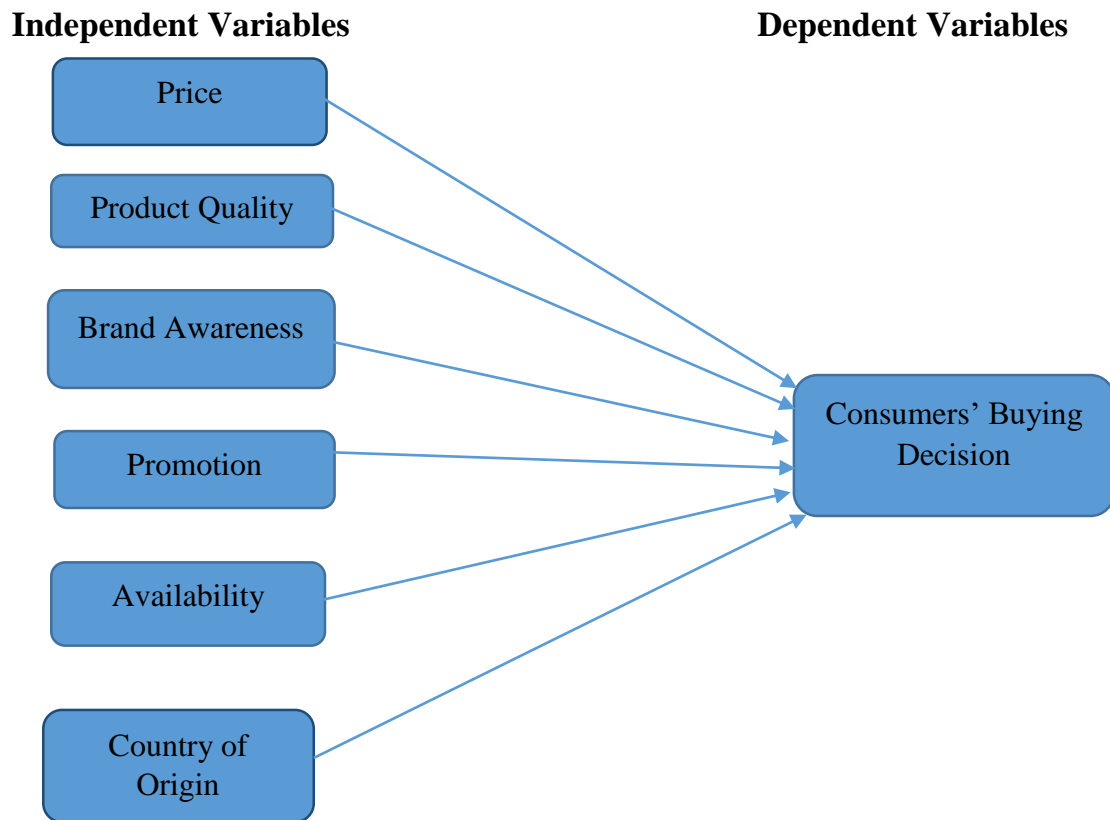 Independent Variables
Dependent Variables
Price
Product Quality
Brand Awareness
Promotion
Availability
Country of
Origin
Consumers’ Buying
Decision